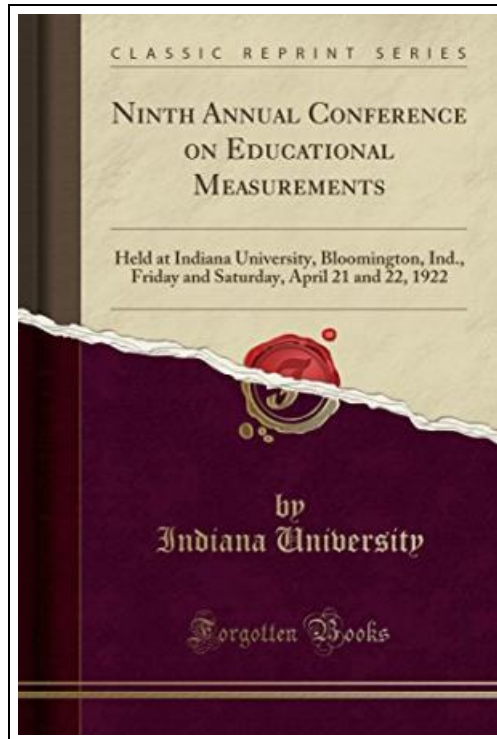 CLASSIC REPRINT SERIES
NINTH ANNUAL CONFERENCE
ON EDUCATIONAL
MEASUREMENTS
Held at Indiana University, Bloomington, Ind.,
Friday and Saturday, April 21 and 22, 1922
by
Indiana University
Forgotten Books